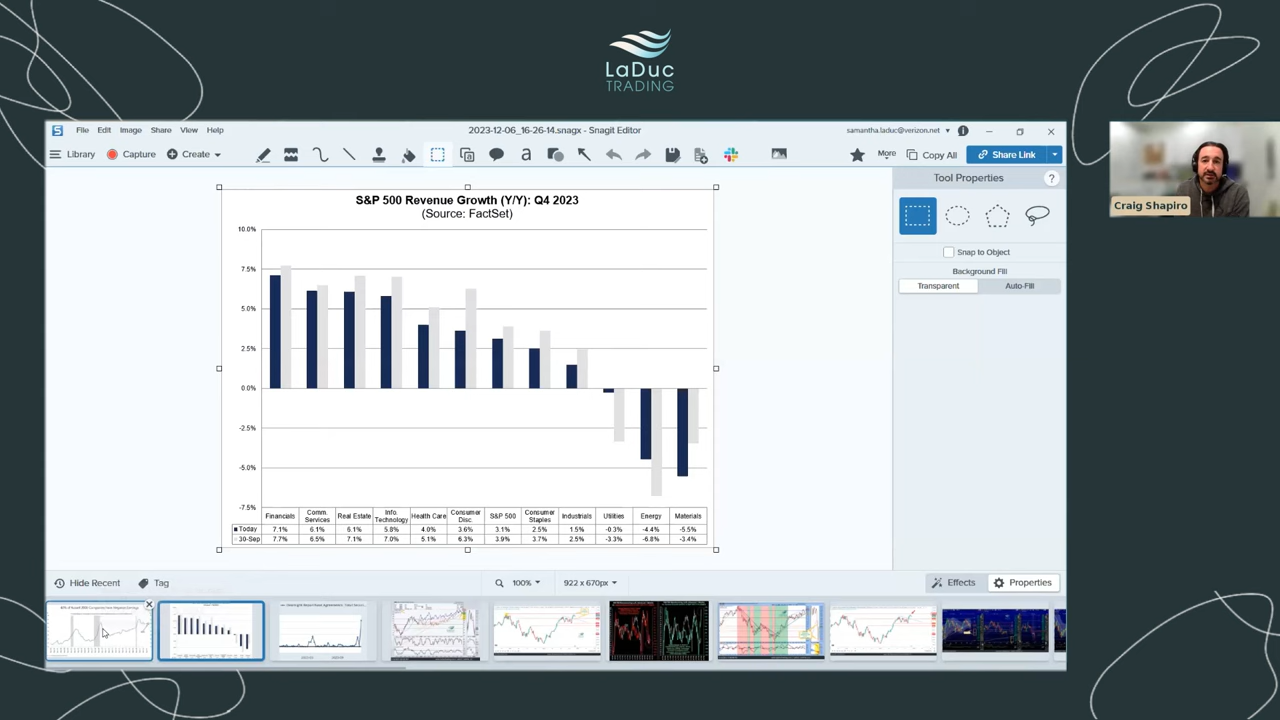 LaDuc
TRADING
File Edit Image Share View Help
2023-12-06_16-26-14.snagx - Snagit Editor
samantha.laduc@verizon.net
Library Capture Create
a
More Copy All Share Link
Craig Shapiro
Tool Properties ?
Snap to Object
Background Fill
Transparent Auto-Fill
S&P 500 Revenue Growth (Y/Y): Q4 2023
(Source: FactSet)
10.0%
7.5%
5.0%
2.5%
0.0%
-2.5%
-5.0%
-7.5%
Financials Comm. Services Real Estate Info. Technology Health Care Consumer Disc. S&P 500 Consumer Staples Industrials Utilities Energy Materials
Today 7.1% 6.1% 6.1% 5.8% 4.0% 3.6% 3.1% 2.5% 1.5% -0.3% -4.4% -5.5%
30-Sep 7.7% 6.5% 7.1% 7.0% 5.1% 6.3% 3.9% 3.7% 2.5% -3.3% -6.8% -3.4%
Hide Recent Tag 100% 922 x 670px Effects Properties